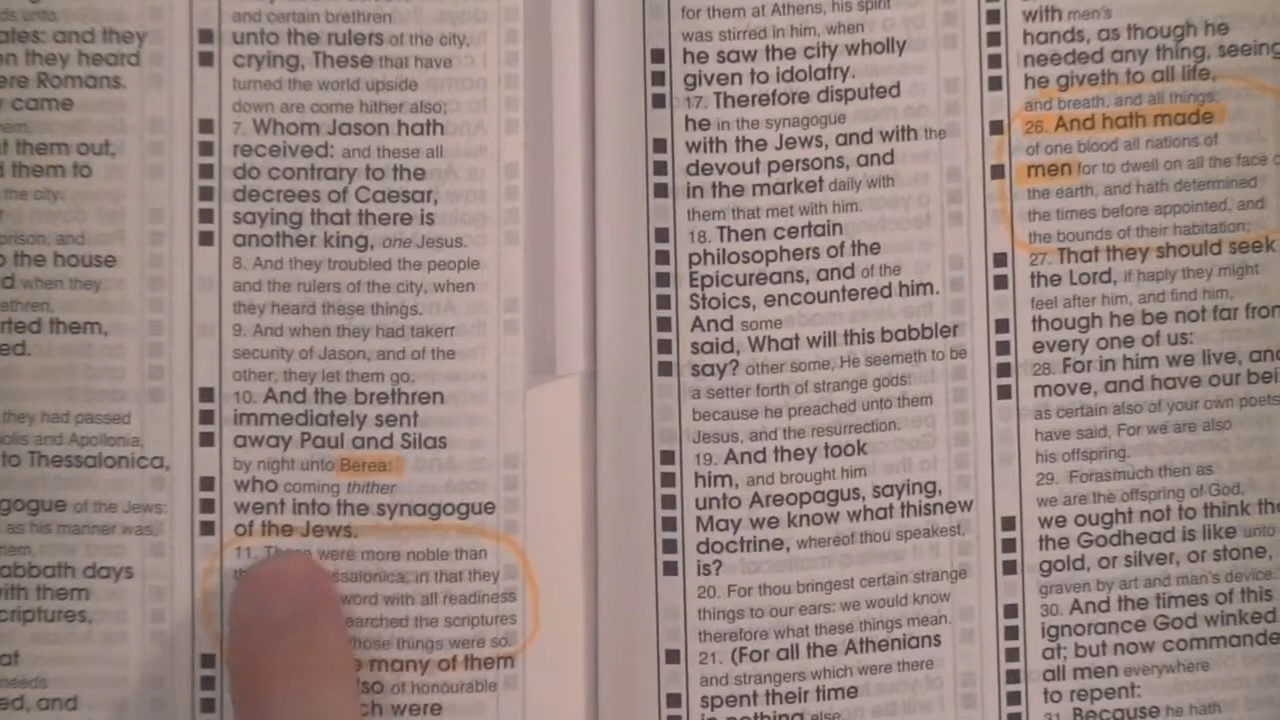 ds unto
ates: and they
en they heard
ere Romans.
came
them,
t them out,
d them to
the city.
prison, and
o the house
d when they
ethren,
rted them,
ed.
they had passed
olis and Apollonia,
to Thessalonica,
gogue of the Jews:
as his manner was,
hem,
abbath days
with them
criptures,
at
needs
ed, and
and certain brethren
unto the rulers of the city,
crying, These that have
turned the world upside
down are come hither also;
7. Whom Jason hath
received: and these all
do contrary to the
decrees of Caesar,
saying that there is
another king, one Jesus.
8. And they troubled the people
and the rulers of the city, when
they heard these things.
9. And when they had taken
security of Jason, and of the
other, they let them go.
10. And the brethren
immediately sent
away Paul and Silas
by night unto Berea:
who coming thither
went into the synagogue
of the Jews.
11. These were more noble than
ssalonica, in that they
word with all readiness
earched the scriptures
those things were so.
many of them
so of honourable
ch were
for them at Athens, his spirit
was stirred in him, when
he saw the city wholly
given to idolatry.
17. Therefore disputed
he in the synagogue
with the Jews, and with the
devout persons, and
in the market daily with
them that met with him.
18. Then certain
philosophers of the
Epicureans, and of the
Stoics, encountered him.
And some
said, What will this babbler
say? other some, He seemeth to be
a setter forth of strange gods:
because he preached unto them
Jesus, and the resurrection.
19. And they took
him, and brought him
unto Areopagus, saying,
May we know what thisnew
doctrine, whereof thou speakest,
is?
20. For thou bringest certain strange
things to our ears: we would know
therefore what these things mean.
21. (For all the Athenians
and strangers which were there
spent their time
in nothing else,
with men's
hands, as though he
needed any thing, seeing
he giveth to all life,
and breath, and all things;
26. And hath made
of one blood all nations of
men for to dwell on all the face o
the earth, and hath determined
the times before appointed, and
the bounds of their habitation;
27. That they should seek
the Lord, if haply they might
feel after him, and find him,
though he be not far from
every one of us:
28. For in him we live, and
move, and have our bei
as certain also of your own poets
have said, For we are also
his offspring.
29. Forasmuch then as
we are the offspring of God,
we ought not to think the
the Godhead is like unto
gold, or silver, or stone,
graven by art and man's device.
30. And the times of this
ignorance God winked
at; but now commande
all men everywhere
to repent:
31. Because he hath